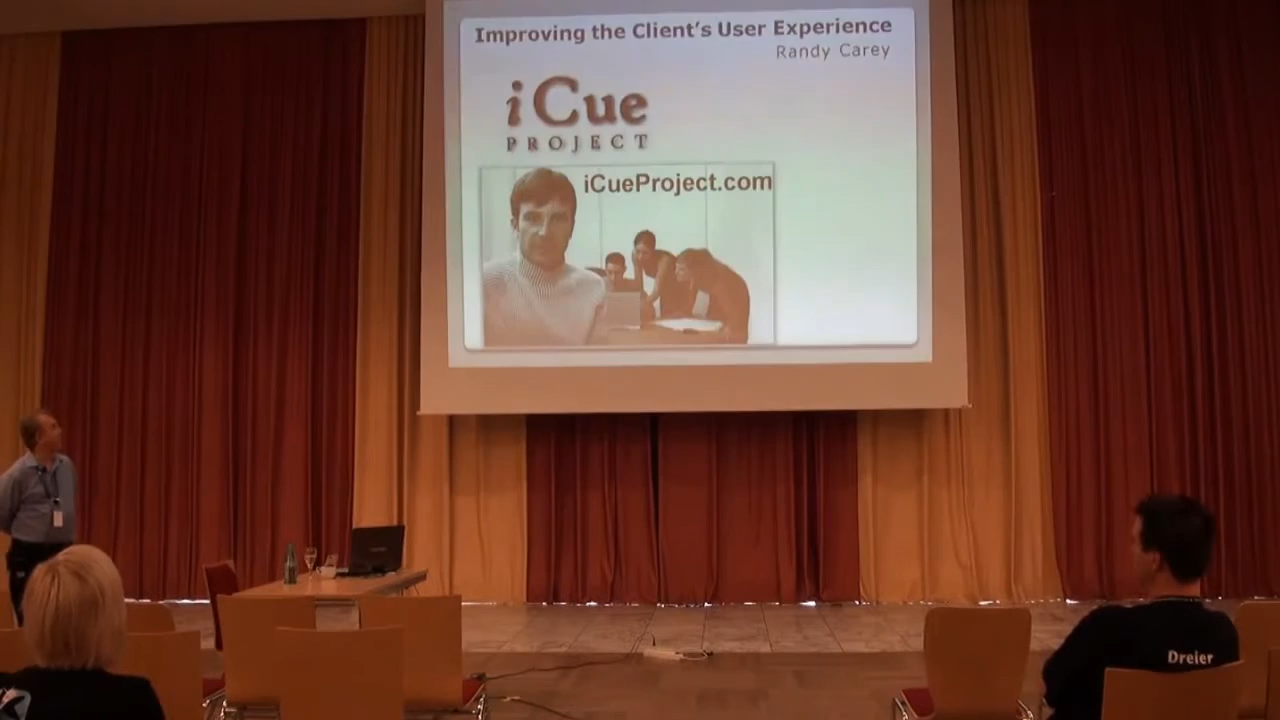 Improving the Client's User Experience
Randy Carey
iCue
PROJECT
iCueProject.com
Dreier